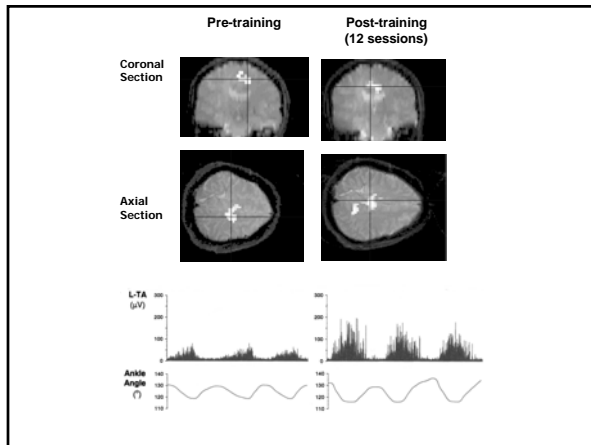 Pre-training
Post-training
(12 sessions)
Coronal
Section
Axial
Section
L-TA
(μV)
300
200
100
0
300
200
100
0
Ankle
Angle
(°)
140
130
120
110
140
130
120
110